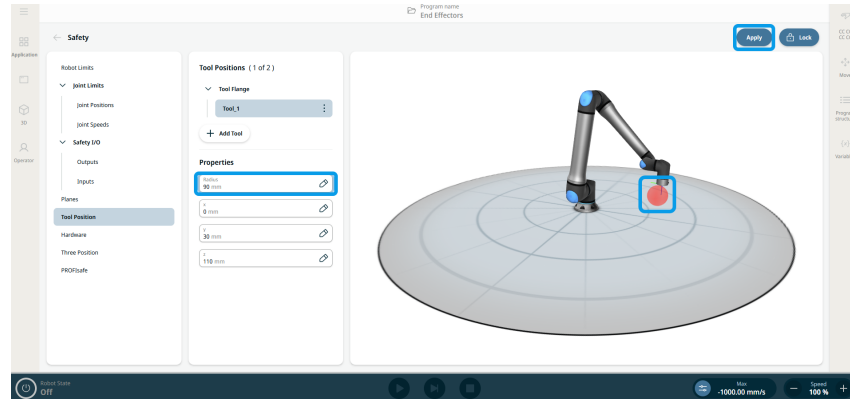 Program name
End Effectors
Safety
Apply
Lock
Application
3D
Operator
Robot Limits
Joint Limits
Joint Positions
Joint Speeds
Safety I/O
Outputs
Inputs
Planes
Tool Position
Hardware
Three Position
PROFIsafe
Tool Positions ( 1 of 2 )
Tool Flange
Tool_1
Add Tool
Properties
Radius
90 mm
x
0 mm
y
30 mm
z
110 mm
Move
Robot State
Off
Max
-1000.00 mm/s
Speed
100 %